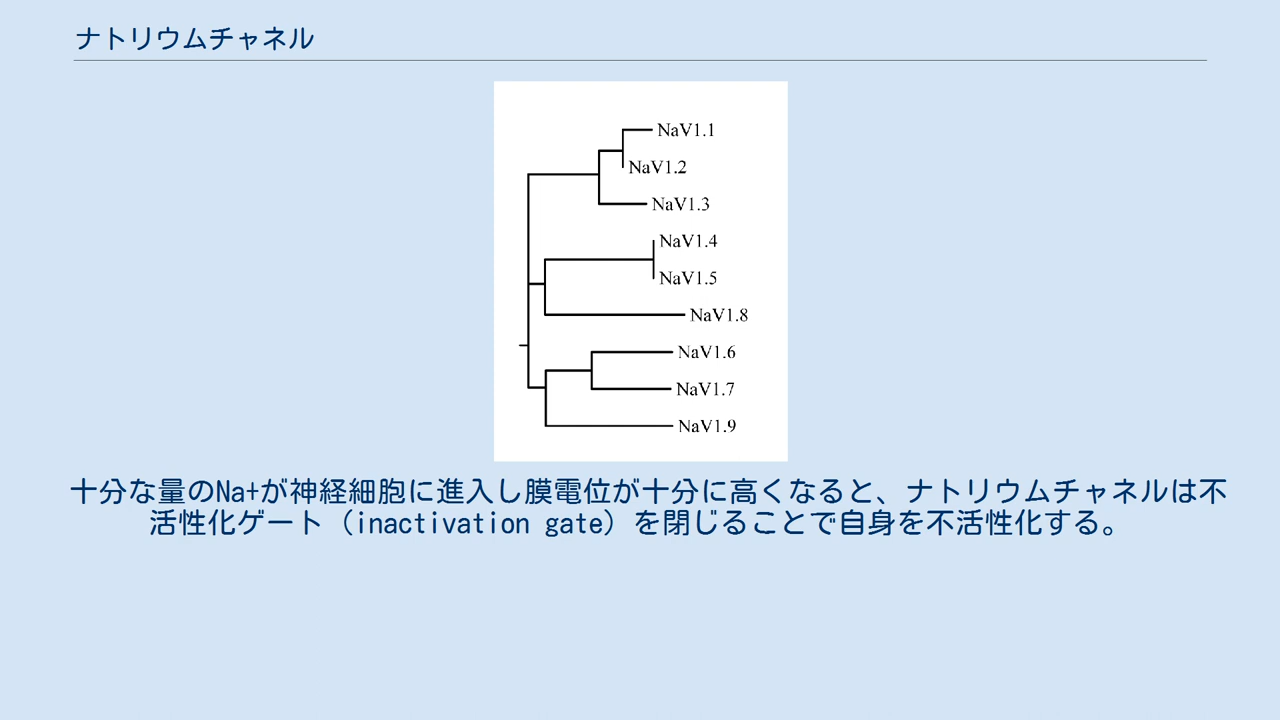 ナトリウムチャネル
NaV1.1
NaV1.2
NaV1.3
NaV1.4
NaV1.5
NaV1.8
NaV1.6
NaV1.7
NaV1.9
十分な量のNa+が神経細胞に進入し膜電位が十分に高くなると、ナトリウムチャネルは不
活性化ゲート（inactivation gate）を閉じることで自身を不活性化する。